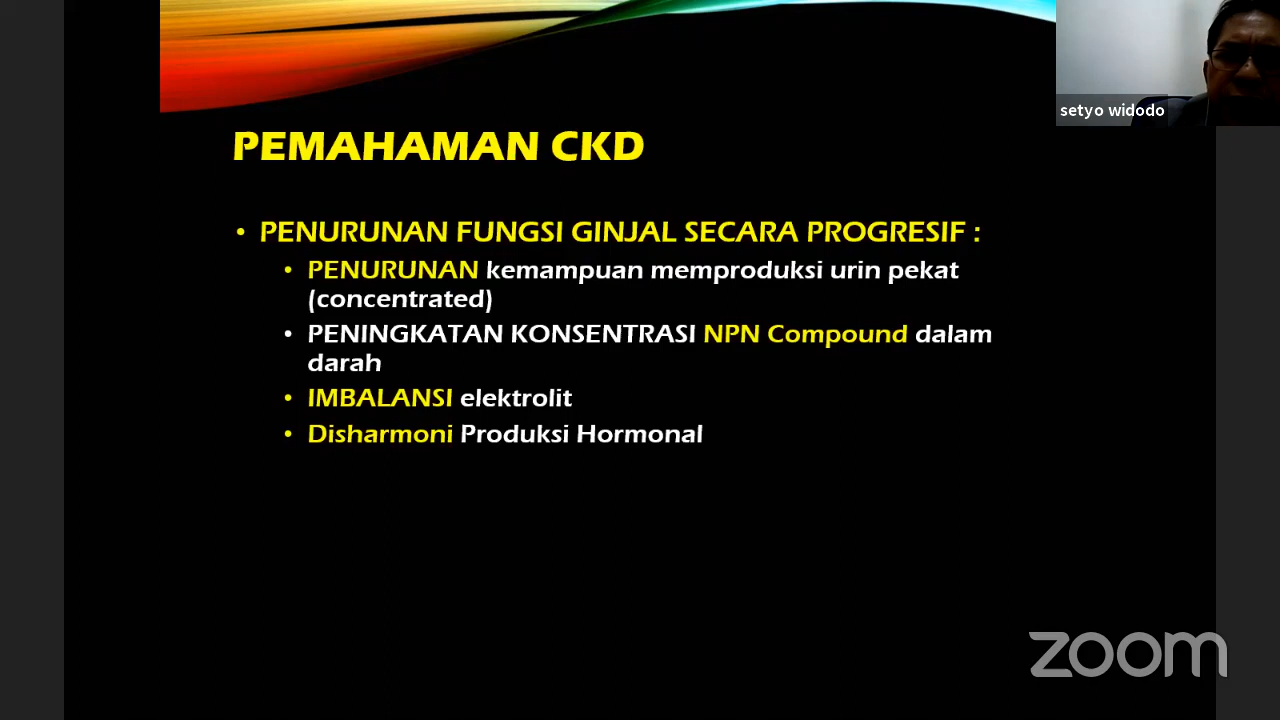 setyo widodo
PEMAHAMAN CKD
• PENURUNAN FUNGSI GINJAL SECARA PROGRESIF :
• PENURUNAN kemampuan memproduksi urin pekat
(concentrated)
• PENINGKATAN KONSENTRASI NPN Compound dalam
darah
• IMBALANSI elektrolit
• Disharmoni Produksi Hormonal
zoom